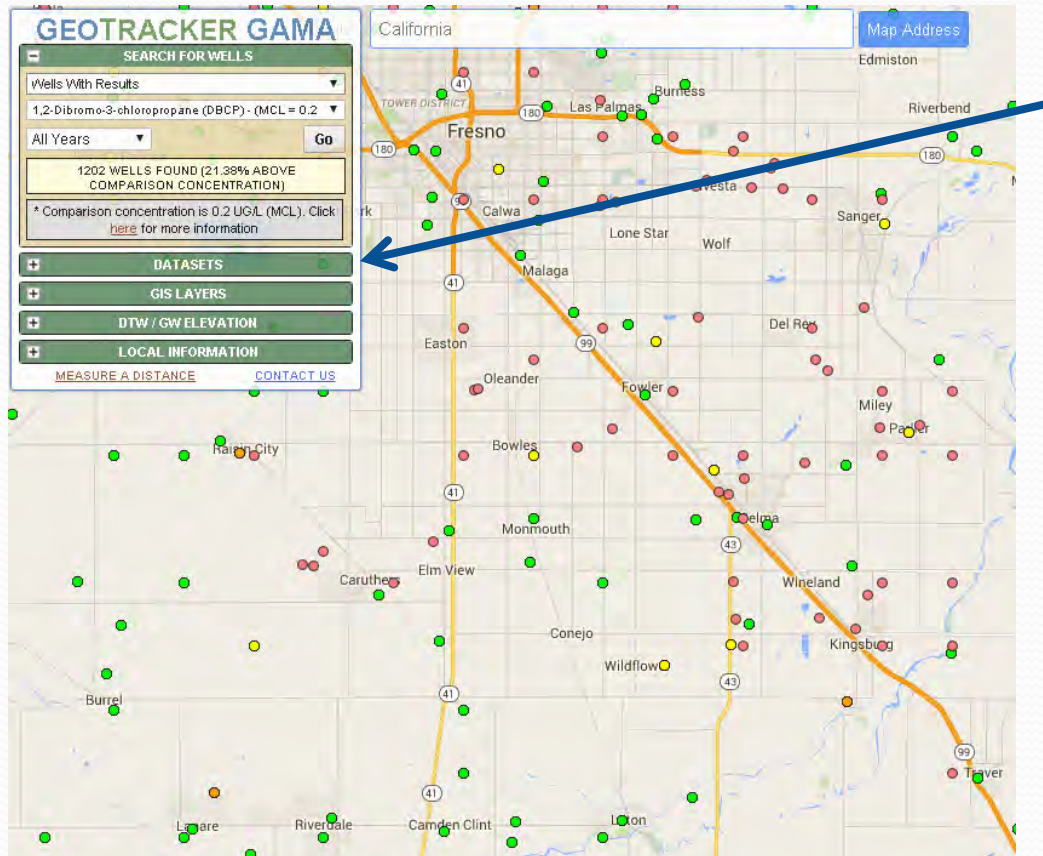 GEOTRACKER GAMA
SEARCH FOR WELLS
Wells With Results
1,2-Dibromo-3-chloropropane (DBCP) - (MCL = 0.2
All Years
Go
1202 WELLS FOUND (21.38% ABOVE
COMPARISON CONCENTRATION)
* Comparison concentration is 0.2 UG/L (MCL). Click
here for more information
DATASETS
GIS LAYERS
DTW / GW ELEVATION
LOCAL INFORMATION
MEASURE A DISTANCE
CONTACT US
California
Map Address
Edmiston
41
TOWER DISTRICT
180
Las Palmas
Burness
Riverbend
Fresno
180
180
Calwa
Sanger
Lone Star
Wolf
Malaga
41
Easton
99
Del Rey
Oleander
Fowler
Miley
Parlier
Raisin City
Bowles
41
Monmouth
Selma
43
Caruthers
Elm View
Wineland
Conejo
Kingsburg
Wildflower
43
41
Burrel
99
Traver
41
Lanare
Riverdale
Camden Clint
Laton